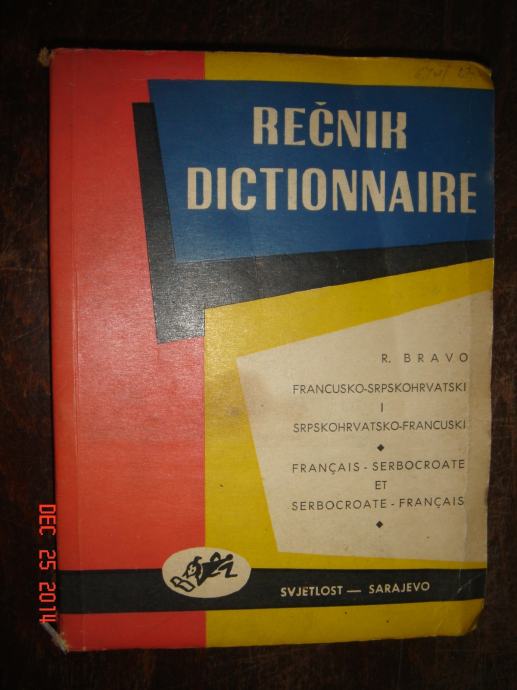 REČNIK
DICTIONNAIRE
R. BRAVO
FRANCUSKO-SRPSKOHRVATSKI
I
SRPSKOHRVATSKO-FRANCUSKI
FRANÇAIS - SERBOCROATE
ET
SERBOCROATE - FRANÇAIS
SVJETLOST — SARAJEVO
DEC 25 2014